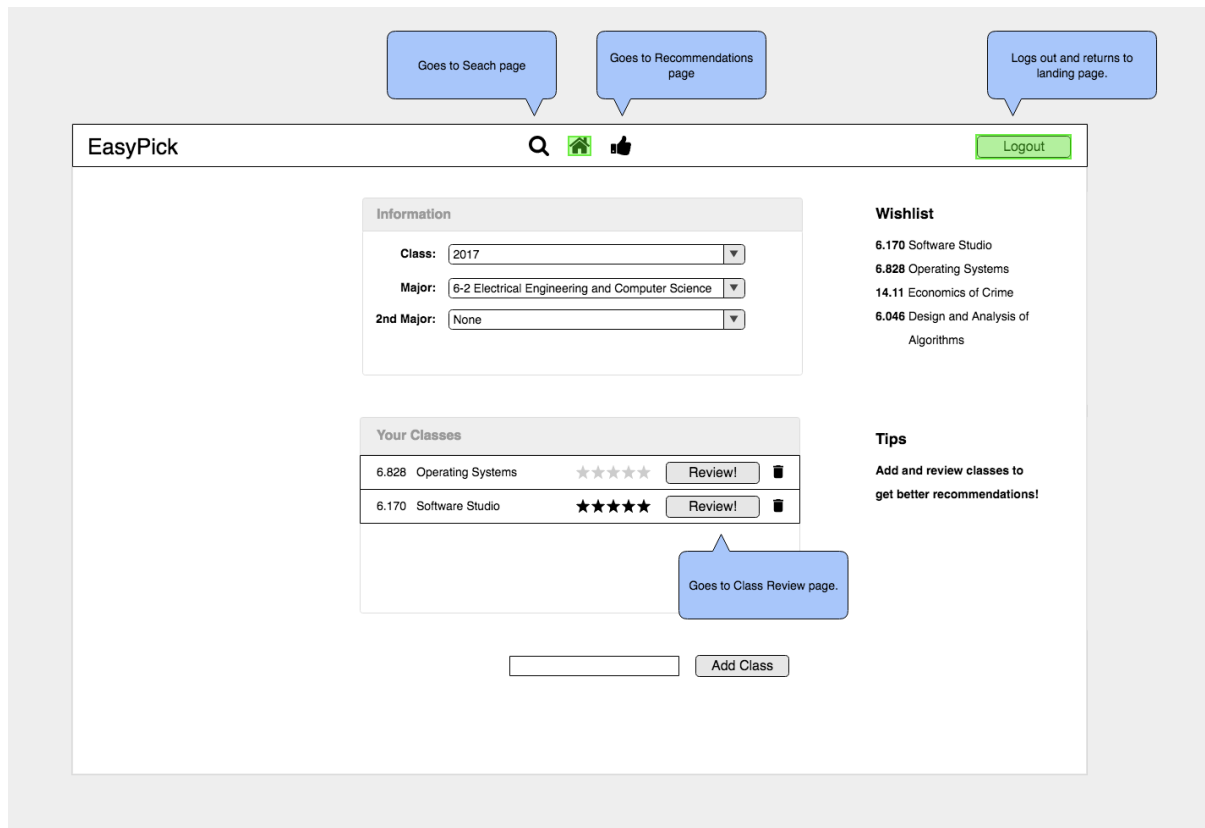 Goes to Seach page
Goes to Recommendations
page
Logs out and returns to
landing page.
EasyPick
Logout
Information
Class: 2017
Major: 6-2 Electrical Engineering and Computer Science
2nd Major: None
Wishlist
6.170 Software Studio
6.828 Operating Systems
14.11 Economics of Crime
6.046 Design and Analysis of
Algorithms
Your Classes
6.828 Operating Systems Review!
6.170 Software Studio Review!
Goes to Class Review page.
Tips
Add and review classes to
get better recommendations!
Add Class